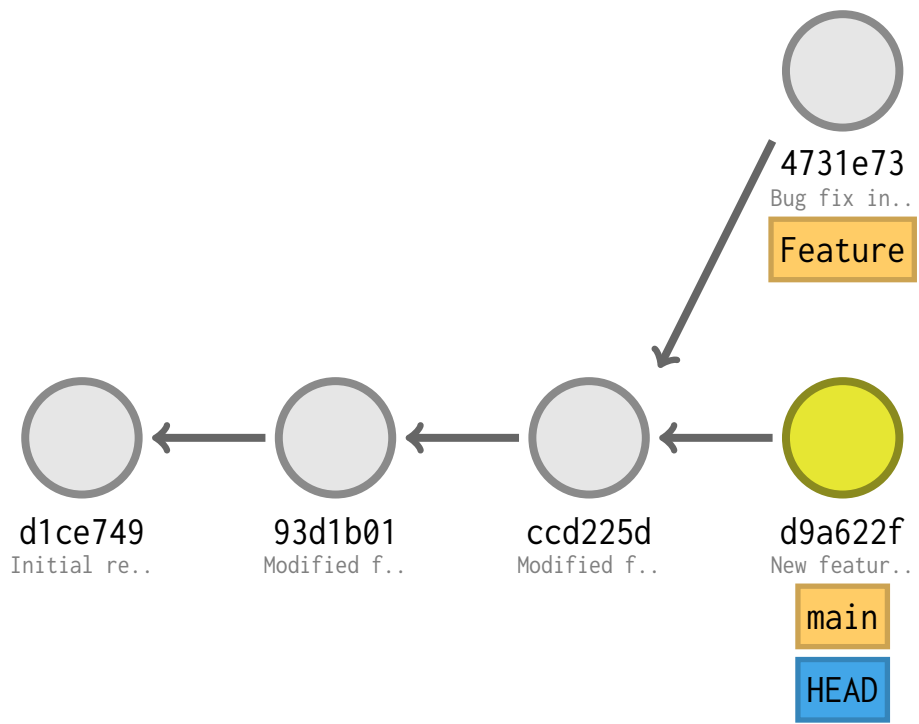 4731e73
Bug fix in..
Feature
d1ce749
Initial re..
93d1b01
Modified f..
ccd225d
Modified f..
d9a622f
New featur..
main
HEAD